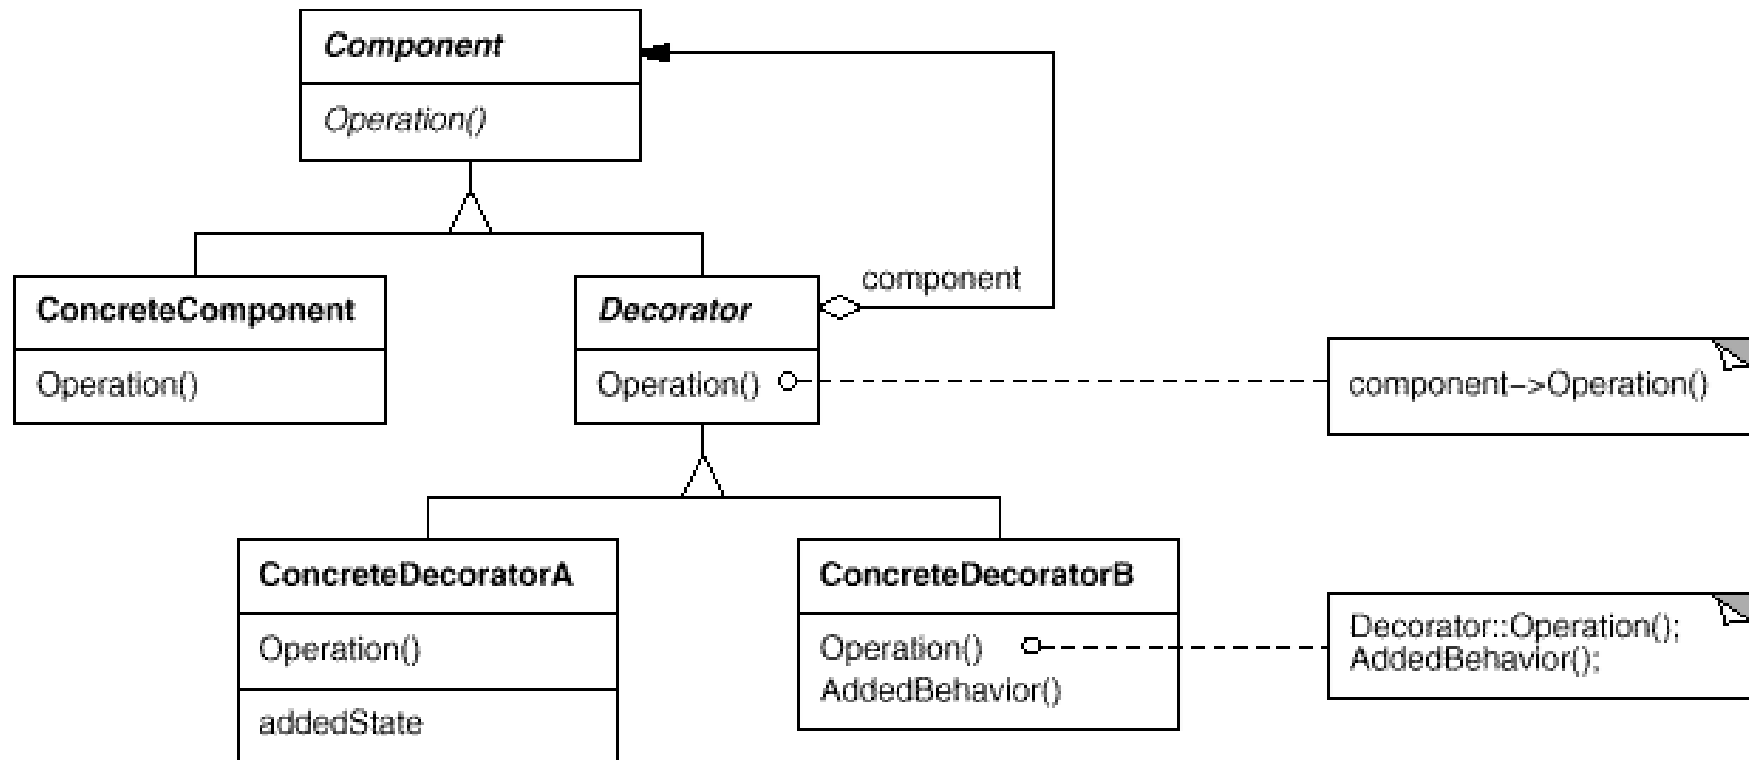 Component
Operation()
component
ConcreteComponent
Decorator
Operation()
Operation()
component–>Operation()
ConcreteDecoratorA
ConcreteDecoratorB
Operation()
Operation()
AddedBehavior()
Decorator::Operation();
AddedBehavior();
addedState